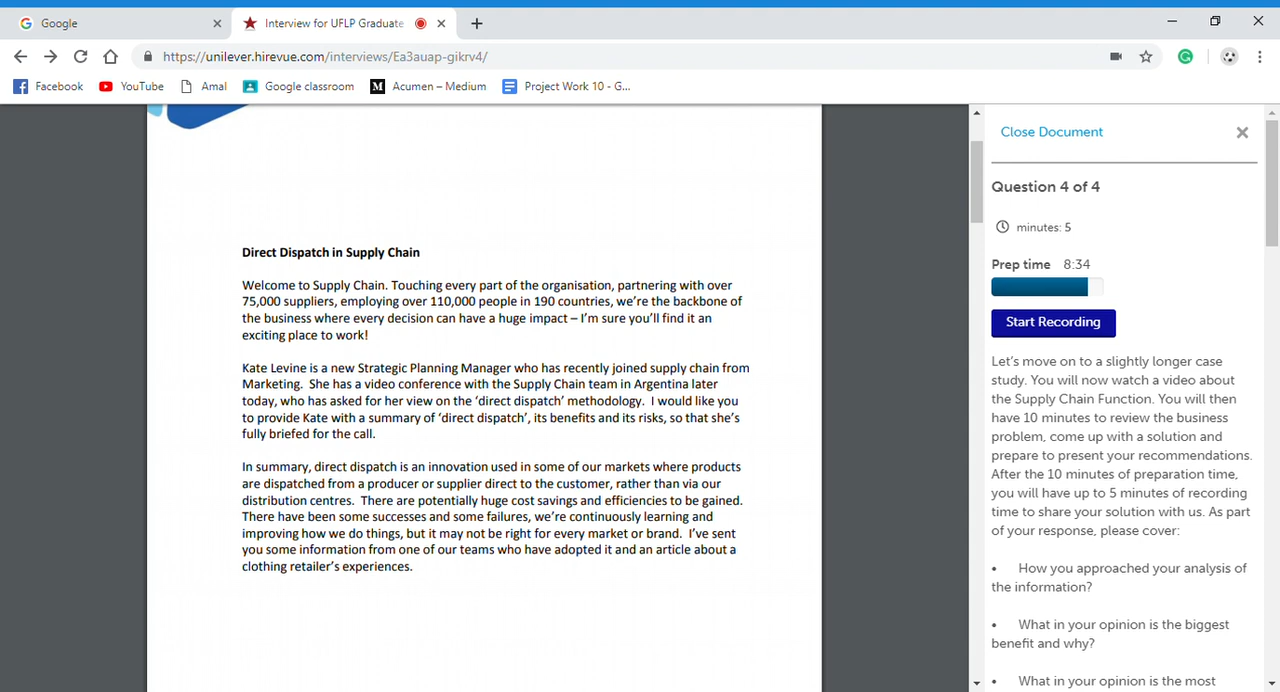 Google
Interview for UFLP Graduate
https://unilever.hirevue.com/interviews/Ea3auap-gikrv4/
Facebook
YouTube
Amal
Google classroom
M Acumen – Medium
Project Work 10 - G...
Direct Dispatch in Supply Chain
Welcome to Supply Chain. Touching every part of the organisation, partnering with over
75,000 suppliers, employing over 110,000 people in 190 countries, we’re the backbone of
the business where every decision can have a huge impact – I’m sure you’ll find it an
exciting place to work!
Kate Levine is a new Strategic Planning Manager who has recently joined supply chain from
Marketing. She has a video conference with the Supply Chain team in Argentina later
today, who has asked for her view on the ‘direct dispatch’ methodology. I would like you
to provide Kate with a summary of ‘direct dispatch’, its benefits and its risks, so that she’s
fully briefed for the call.
In summary, direct dispatch is an innovation used in some of our markets where products
are dispatched from a producer or supplier direct to the customer, rather than via our
distribution centres. There are potentially huge cost savings and efficiencies to be gained.
There have been some successes and some failures, we’re continuously learning and
improving how we do things, but it may not be right for every market or brand. I’ve sent
you some information from one of our teams who have adopted it and an article about a
clothing retailer’s experiences.
Close Document
Question 4 of 4
minutes: 5
Prep time 8:34
Start Recording
Let’s move on to a slightly longer case
study. You will now watch a video about
the Supply Chain Function. You will then
have 10 minutes to review the business
problem, come up with a solution and
prepare to present your recommendations.
After the 10 minutes of preparation time,
you will have up to 5 minutes of recording
time to share your solution with us. As part
of your response, please cover:
• How you approached your analysis of
the information?
• What in your opinion is the biggest
benefit and why?
• What in your opinion is the most